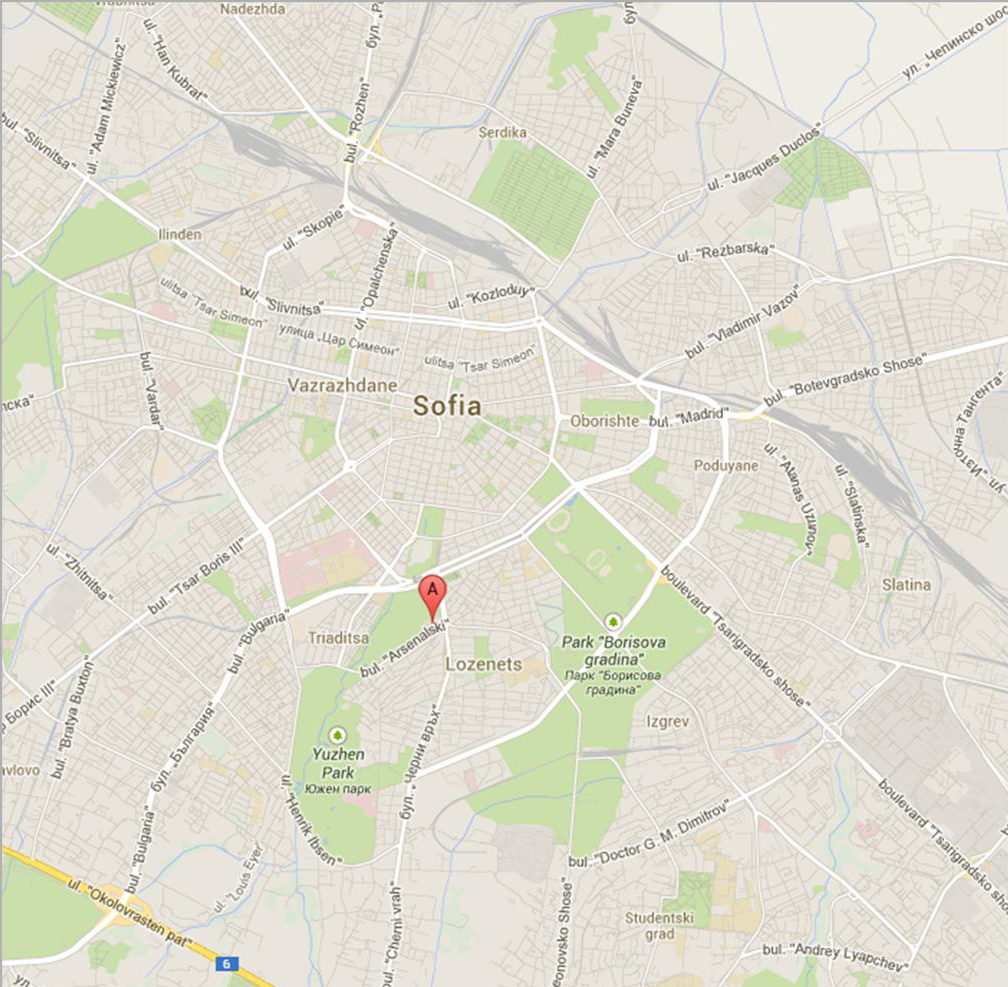 Nadezhda
ul. "Han Kubrat"
ul. "Adam Mickiewicz"
bul. "Slivnitsa"
bul. "Rozhen"
Serdika
ul. "Mara Buneva"
ул. „Чепинско шос
ul. "Jacques Duclos"
ul. "Skopie"
Ilinden
ul. "Opalchenska"
ul. "Rezbarska"
ulitsa "Tsar Simeon"
bul. "Slivnitsa"
ul. "Kozloduy"
улица „Цар Симеон“
ulitsa "Tsar Simeon"
bul. "Vladimir Vazov"
bul. "Botevgradsko Shose"
bul. "Vardar"
Vazrazhdane
Sofia
Oborishte
bul. "Madrid"
ул. „Източна Тангента“
Poduyane
ul. "Atanas Uzunov"
ul. "Slatinska"
ul. "Zhitnitsa"
bul. "Tsar Boris III"
Slatina
A
bul. "Bulgaria"
Triaditsa
bul. "Arsenalski"
Lozenets
Park "Borisova
gradina"
Парк "Борисова
градина"
boulevard "Tsarigradsko shose"
Борис III"
bul. "Bratya Buxton"
Izgrev
бул. „България“
Yuzhen
Park
Южен парк
бул. „Черни връх“
avlovo
ul. "Henrik Ibsen"
bul. "Bulgaria"
boulevard "Tsarigradsko sho
bul. "Doctor G. M. Dimitrov"
ul. "Louis Eyer"
ul. "Okolovrasten pat"
6
bul. "Cherni vrah"
Studentski
grad
bul. "Andrey Lyapchev"